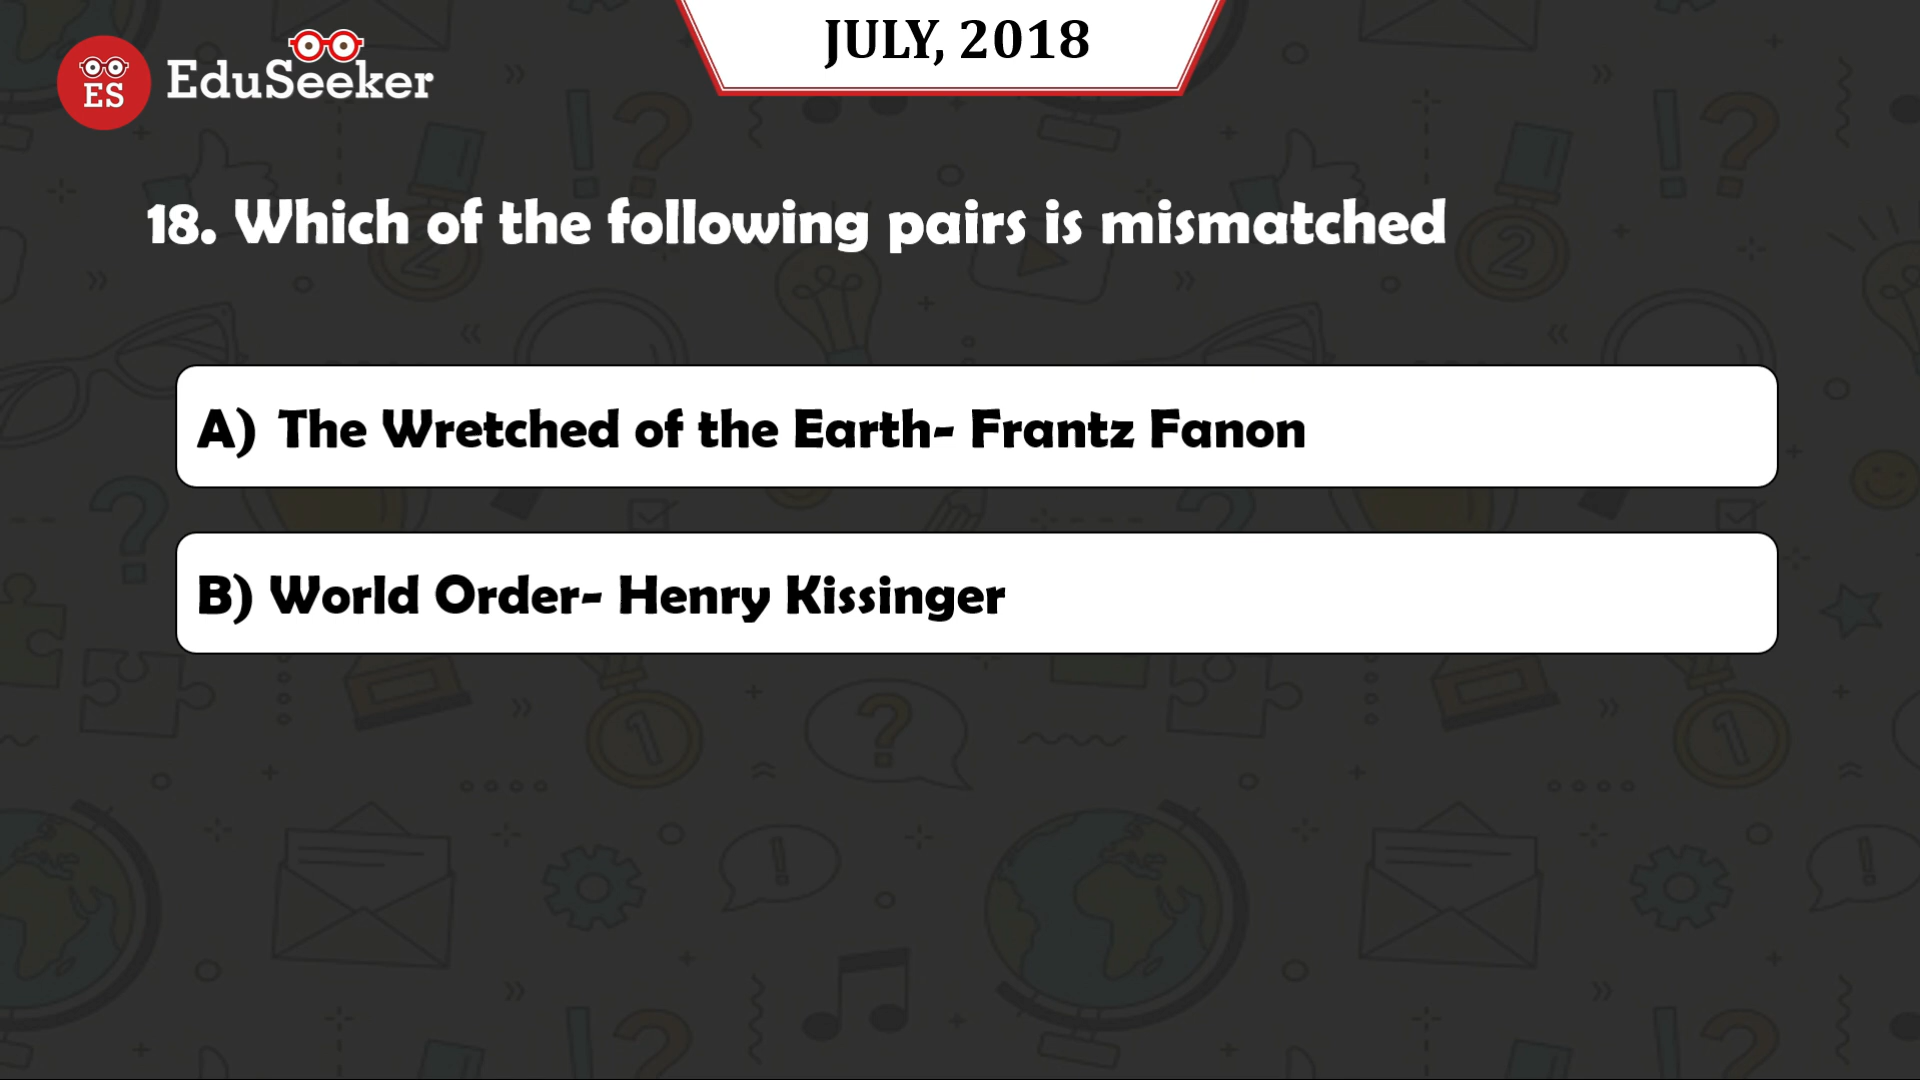 JULY, 2018
ES EduSeeker
18. Which of the following pairs is mismatched
A) The Wretched of the Earth- Frantz Fanon
B) World Order- Henry Kissinger